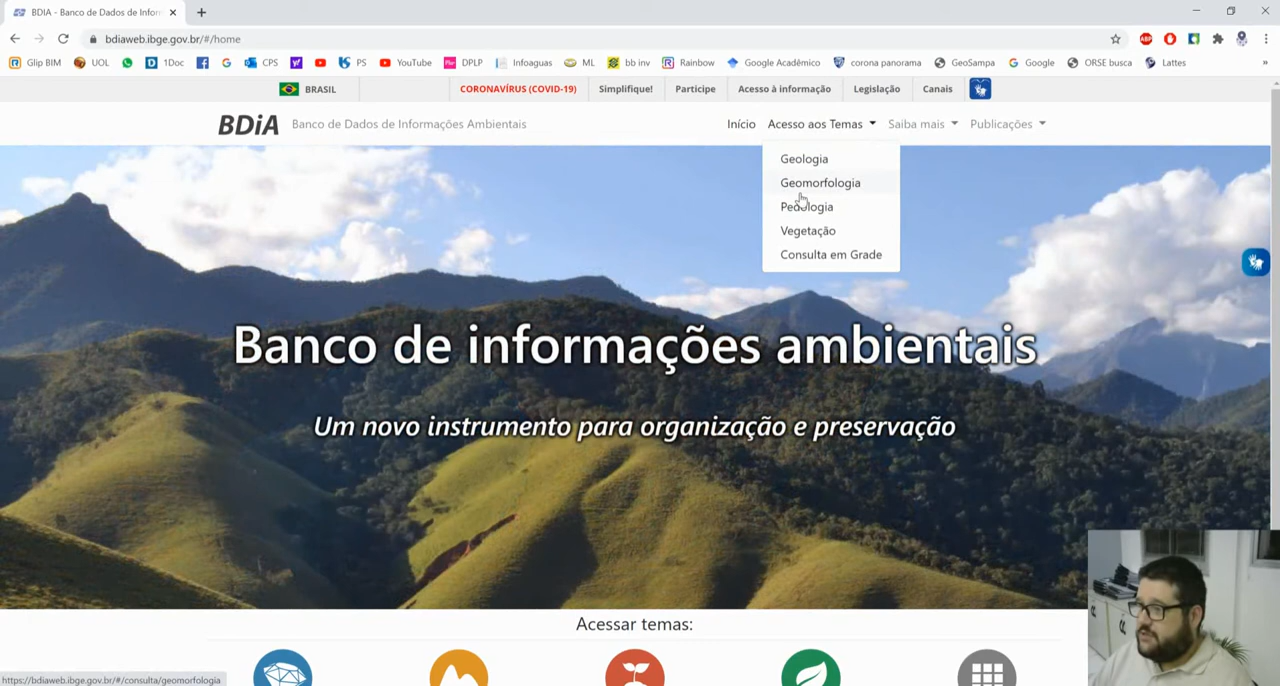 BDIA - Banco de Dados de Inform
bdiaweb.ibge.gov.br/#/home
ABP
Glip BIM UOL 1Doc CPS PS YouTube DPLP Infoaguas ML bb inv Rainbow Google Acadêmico corona panorama GeoSampa Google ORSE busca Lattes »
BRASIL CORONAVÍRUS (COVID-19) Simplifique! Participe Acesso à informação Legislação Canais
BDiA Banco de Dados de Informações Ambientais Início Acesso aos Temas Saiba mais Publicações
Geologia
Geomorfologia
Pedologia
Vegetação
Consulta em Grade
Banco de informações ambientais
Um novo instrumento para organização e preservação
Acessar temas:
https://bdiaweb.ibge.gov.br/#/consulta/geomorfologia